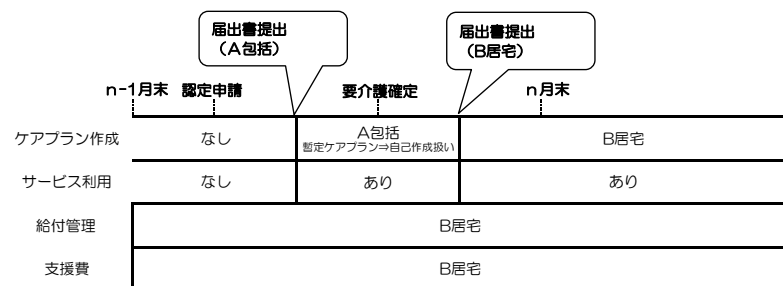 届出書提出
（A包括）
届出書提出
（B居宅）
n-1月末 認定申請 要介護確定 n月末
ケアプラン作成 なし A包括 B居宅
暫定ケアプラン⇒自己作成扱い
サービス利用 なし あり あり
給付管理 B居宅
支援費 B居宅